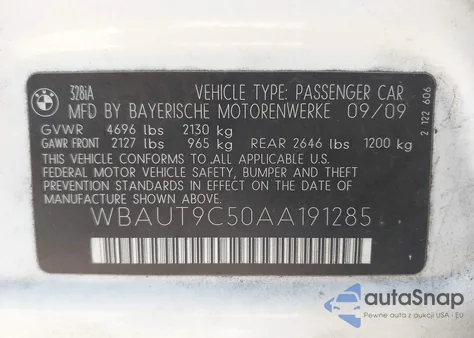 BMW
328iA
VEHICLE TYPE: PASSENGER CAR
MFD BY BAYERISCHE MOTORENWERKE 09/09
GVWR 4696 lbs 2130 kg
GAWR FRONT 2127 lbs 965 kg REAR 2646 lbs 1200 kg
THIS VEHICLE CONFORMS TO ALL APPLICABLE U.S.
FEDERAL MOTOR VEHICLE SAFETY, BUMPER AND THEFT
PREVENTION STANDARDS IN EFFECT ON THE DATE OF
MANUFACTURE SHOWN ABOVE.
WBAUT9C50AA191285
2 122 606
autoSnap
Pewne auta z aukcji USA - EU